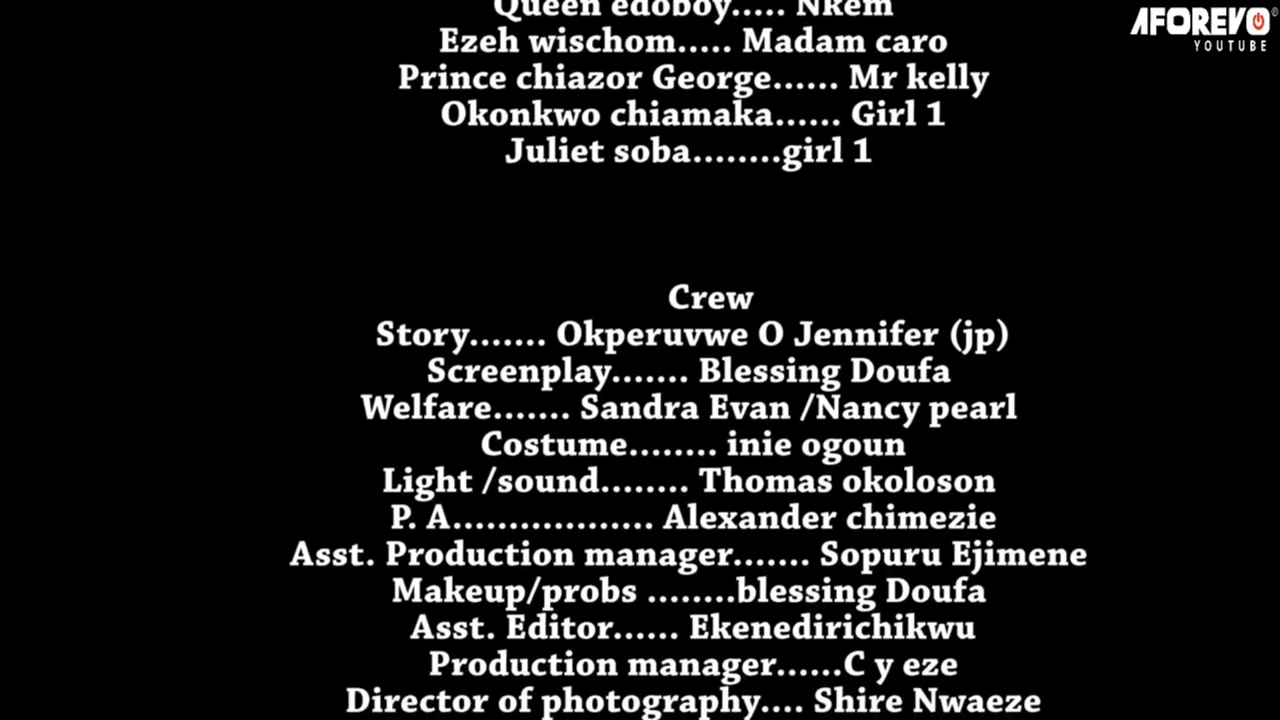 AFOREVO
YOUTUBE
Queen edoboy..... Nkem
Ezeh wischom..... Madam caro
Prince chiazor George...... Mr kelly
Okonkwo chiamaka...... Girl 1
Juliet soba........girl 1
Crew
Story....... Okperuvwe O Jennifer (jp)
Screenplay....... Blessing Doufa
Welfare....... Sandra Evan /Nancy pearl
Costume........ inie ogoun
Light /sound........ Thomas okoloson
P. A.................. Alexander chimezie
Asst. Production manager....... Sopuru Ejimene
Makeup/probs ........blessing Doufa
Asst. Editor...... Ekenedirichikwu
Production manager......C y eze
Director of photography.... Shire Nwaeze